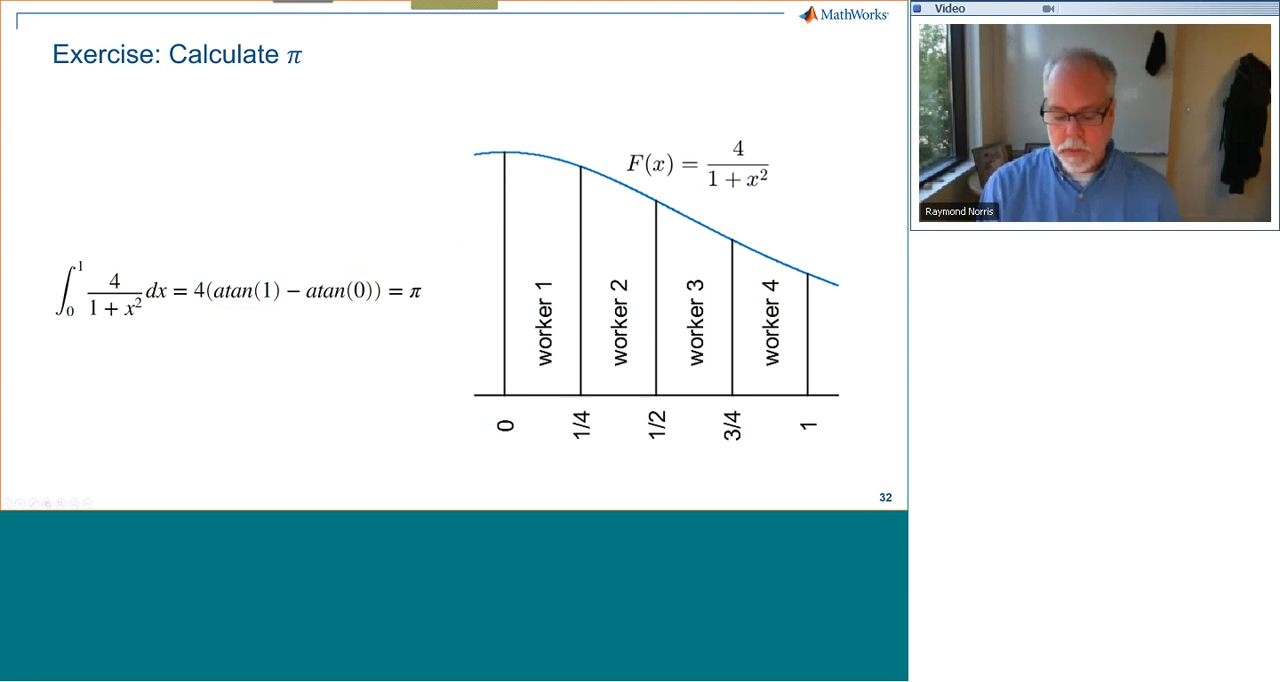 MathWorks
Exercise: Calculate π
F(x) = 4 / (1 + x²)
∫₀¹ 4 / (1 + x²) dx = 4(atan(1) − atan(0)) = π
worker 1
worker 2
worker 3
worker 4
0
1/4
1/2
3/4
1
32
Video
Raymond Norris